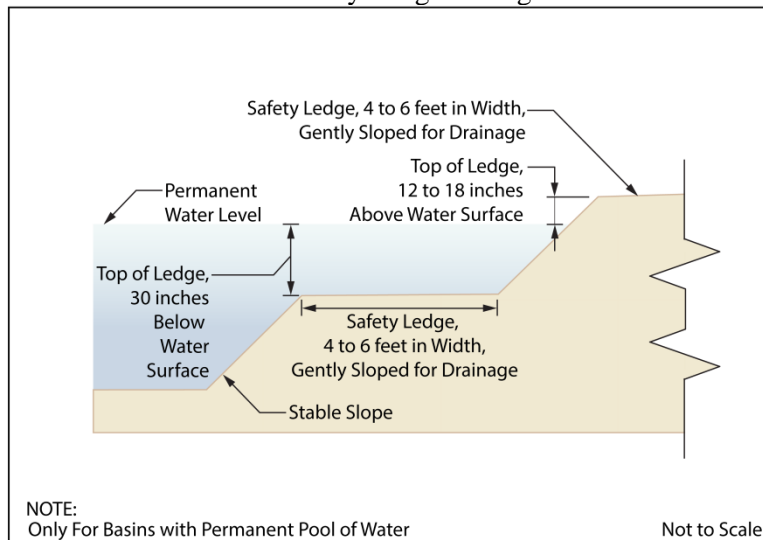 Safety Ledge, 4 to 6 feet in Width,
Gently Sloped for Drainage
Top of Ledge,
12 to 18 inches
Above Water Surface
Permanent
Water Level
Top of Ledge,
30 inches
Below
Water
Surface
Safety Ledge,
4 to 6 feet in Width,
Gently Sloped for Drainage
Stable Slope
NOTE:
Only For Basins with Permanent Pool of Water
Not to Scale